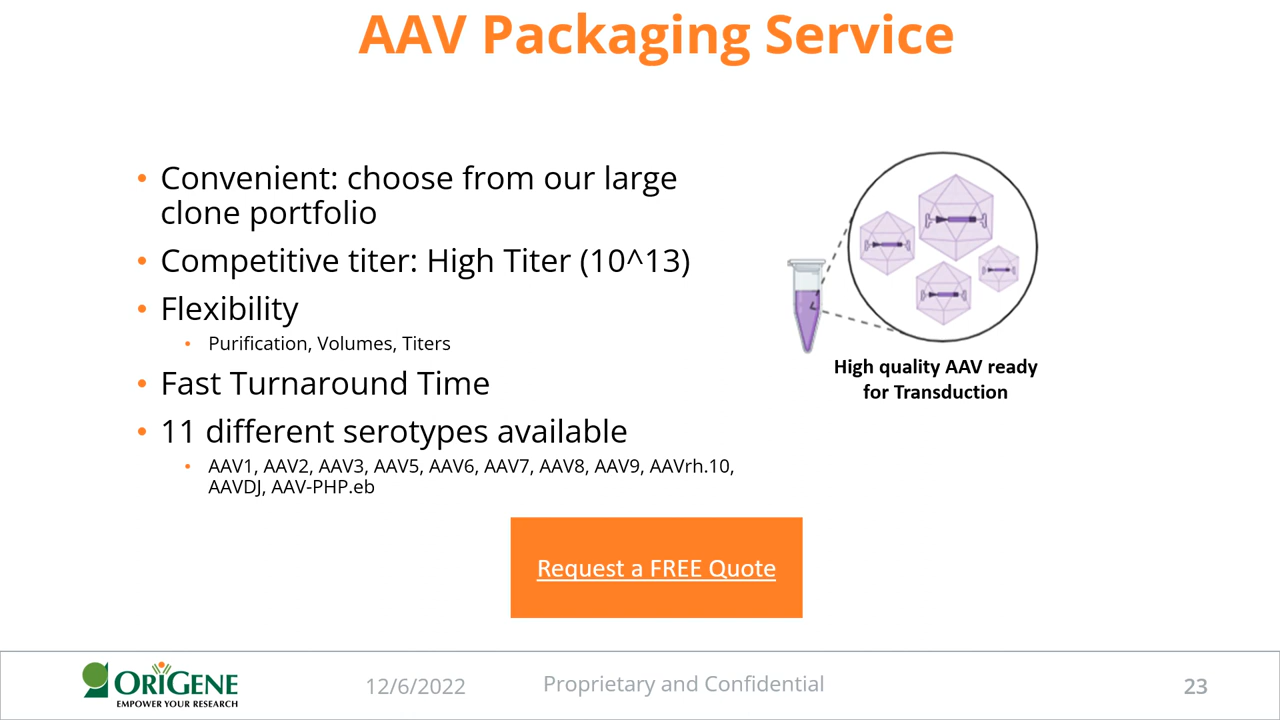 AAV Packaging Service
• Convenient: choose from our large
clone portfolio
• Competitive titer: High Titer (10^13)
• Flexibility
• Purification, Volumes, Titers
• Fast Turnaround Time
• 11 different serotypes available
• AAV1, AAV2, AAV3, AAV5, AAV6, AAV7, AAV8, AAV9, AAVrh.10,
AAVDJ, AAV-PHP.eb
High quality AAV ready
for Transduction
Request a FREE Quote
ORIGENE
EMPOWER YOUR RESEARCH
12/6/2022
Proprietary and Confidential
23